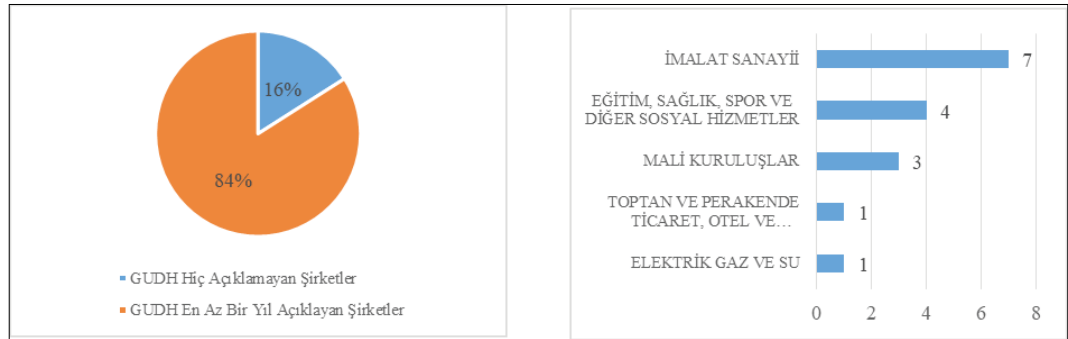 16%
84%
GUDH Hiç Açıklamayan Şirketler
GUDH En Az Bir Yıl Açıklayan Şirketler
İMALAT SANAYİİ
7
EĞİTİM, SAĞLIK, SPOR VE
DİĞER SOSYAL HİZMETLER
4
MALİ KURULUŞLAR
3
TOPTAN VE PERAKENDE
TİCARET, OTEL VE…
1
ELEKTRİK GAZ VE SU
1
0 2 4 6 8